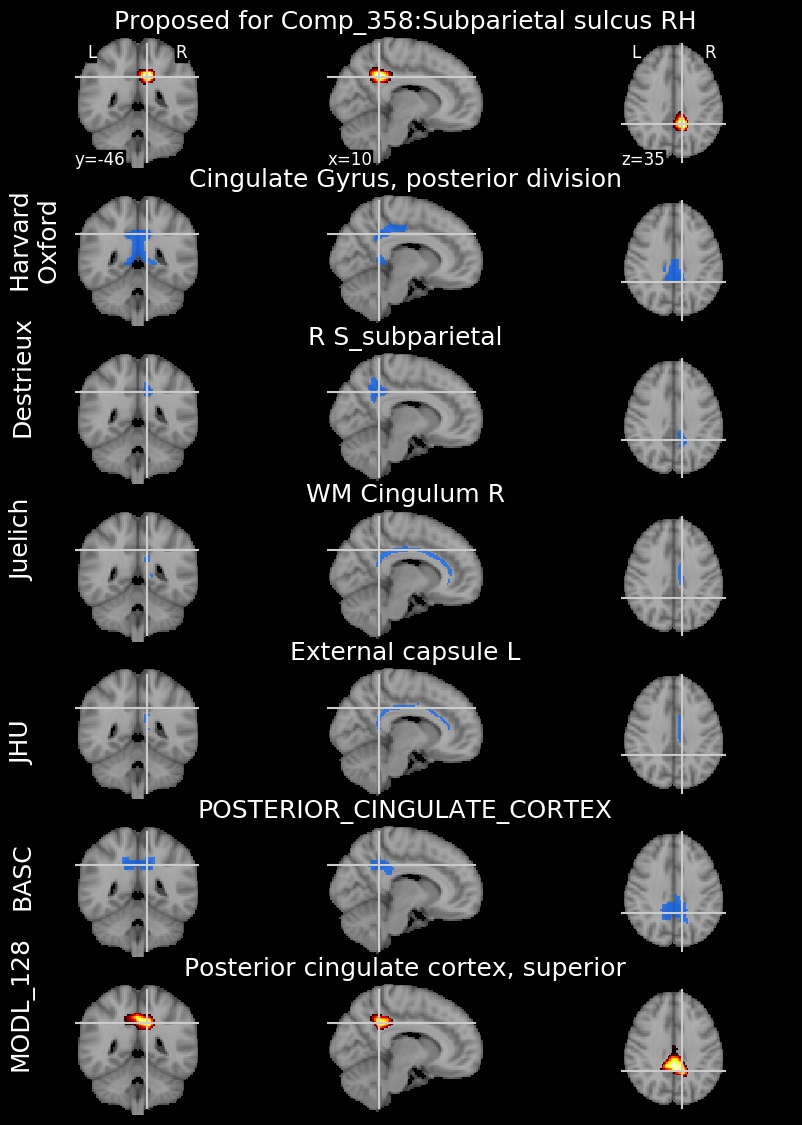 Proposed for Comp_358:Subparietal sulcus RH
L R L R
y=-46 x=10 z=35
Cingulate Gyrus, posterior division
Harvard
Oxford
R S_subparietal
Destrieux
WM Cingulum R
Juelich
External capsule L
JHU
POSTERIOR_CINGULATE_CORTEX
BASC
Posterior cingulate cortex, superior
MODL_128